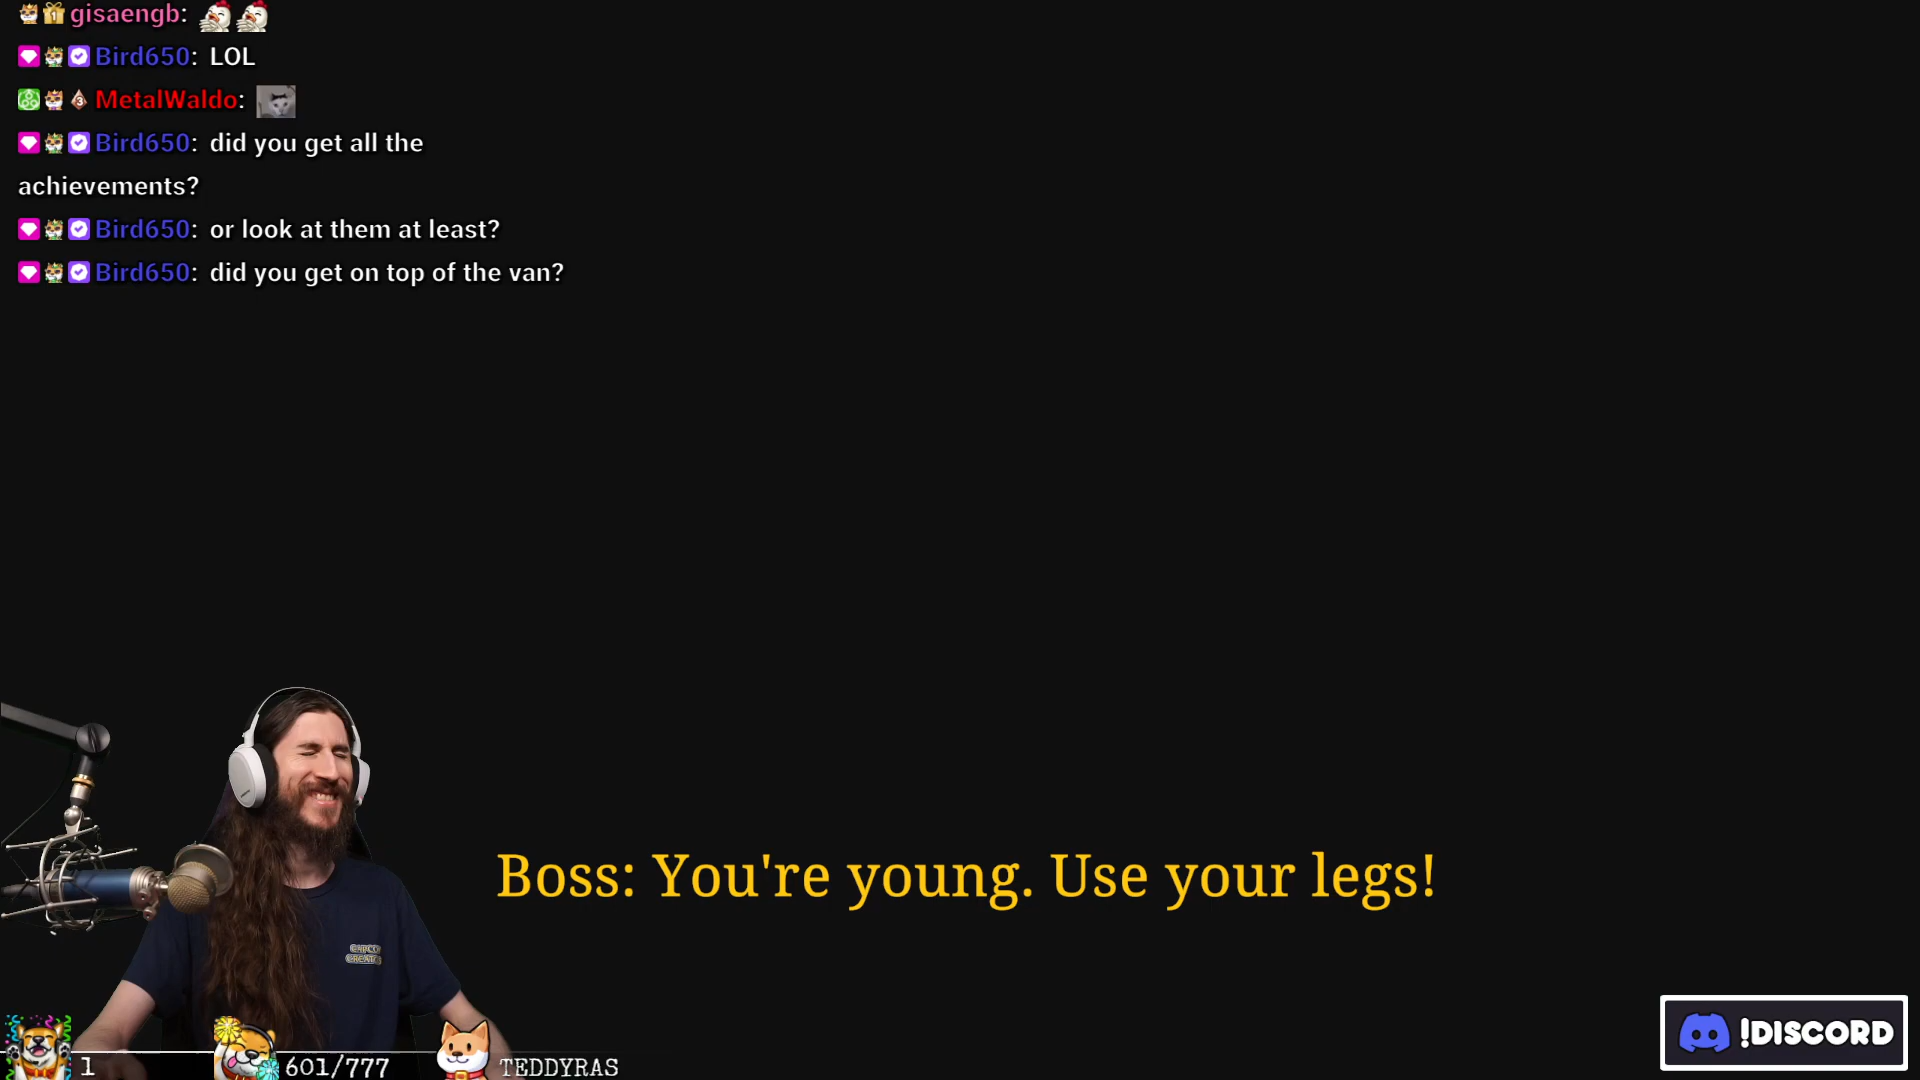 gisaengb:
Bird650: LOL
MetalWaldo:
Bird650: did you get all the
achievements?
Bird650: or look at them at least?
Bird650: did you get on top of the van?
Boss: You're young. Use your legs!
CAPCOM
CREATOR
1
601/777
TEDDYRAS
!DISCORD